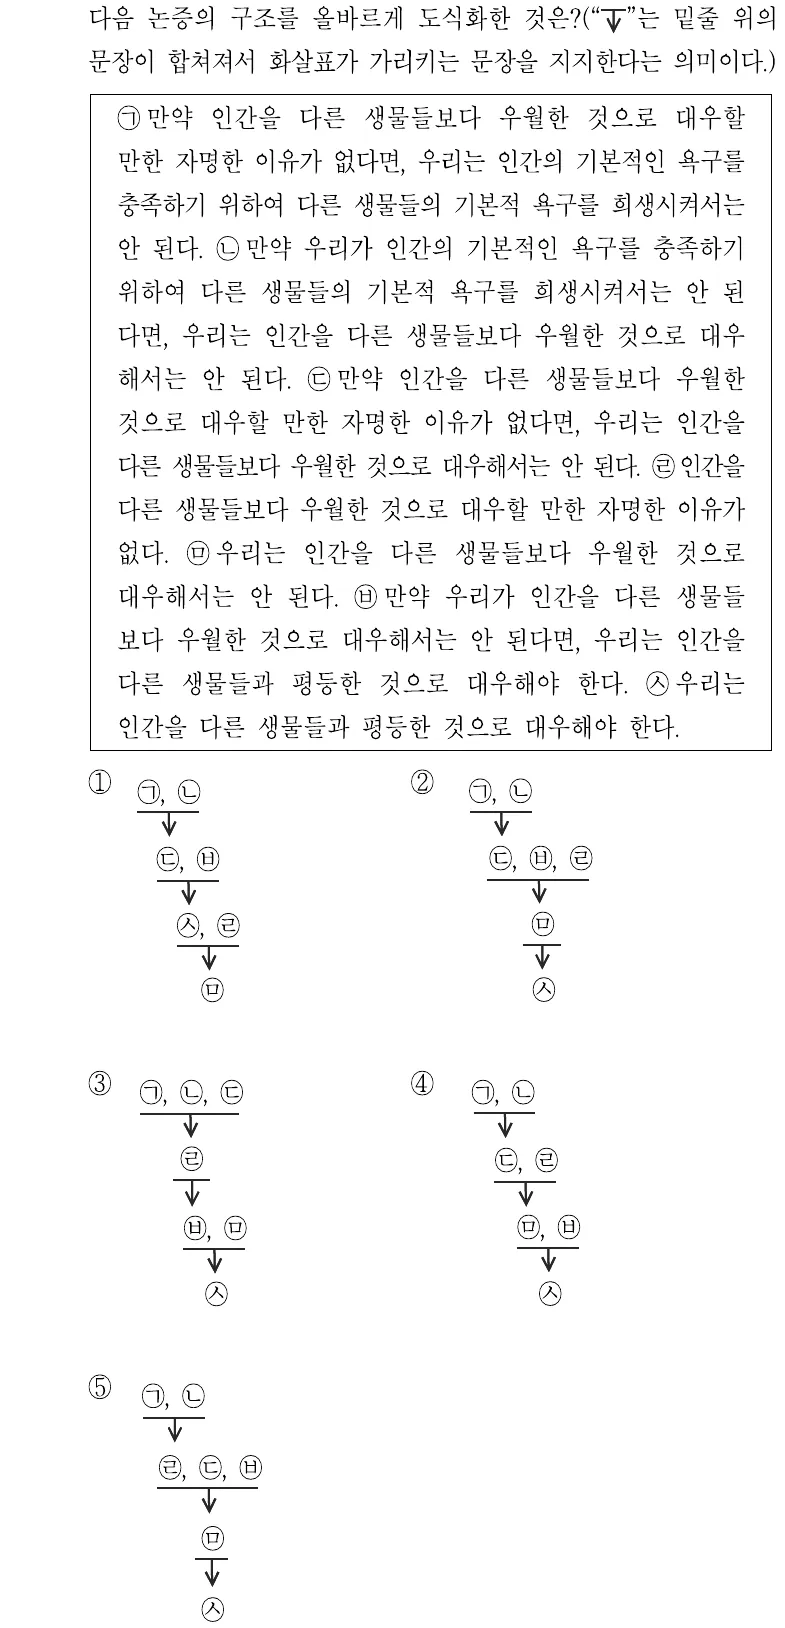 다음 논증의 구조를 올바르게 도식화한 것은?(“↓”는 밑줄 위의
문장이 합쳐져서 화살표가 가리키는 문장을 지지한다는 의미이다.)
㉠만약 인간을 다른 생물들보다 우월한 것으로 대우할
만한 자명한 이유가 없다면, 우리는 인간의 기본적인 욕구를
충족하기 위하여 다른 생물들의 기본적 욕구를 희생시켜서는
안 된다. ㉡만약 우리가 인간의 기본적인 욕구를 충족하기
위하여 다른 생물들의 기본적 욕구를 희생시켜서는 안 된
다면, 우리는 인간을 다른 생물들보다 우월한 것으로 대우
해서는 안 된다. ㉢만약 인간을 다른 생물들보다 우월한
것으로 대우할 만한 자명한 이유가 없다면, 우리는 인간을
다른 생물들보다 우월한 것으로 대우해서는 안 된다. ㉣인간을
다른 생물들보다 우월한 것으로 대우할 만한 자명한 이유가
없다. ㉤우리는 인간을 다른 생물들보다 우월한 것으로
대우해서는 안 된다. ㉥만약 우리가 인간을 다른 생물들
보다 우월한 것으로 대우해서는 안 된다면, 우리는 인간을
다른 생물들과 평등한 것으로 대우해야 한다. ㉦우리는
인간을 다른 생물들과 평등한 것으로 대우해야 한다.
①
㉠, ㉡
㉢, ㉥
㉦, ㉣
㉤
②
㉠, ㉡
㉢, ㉥, ㉣
㉤
㉦
③
㉠, ㉡, ㉢
㉣
㉥, ㉤
㉦
④
㉠, ㉡
㉢, ㉣
㉤, ㉥
㉦
⑤
㉠, ㉡
㉣, ㉢, ㉥
㉤
㉦